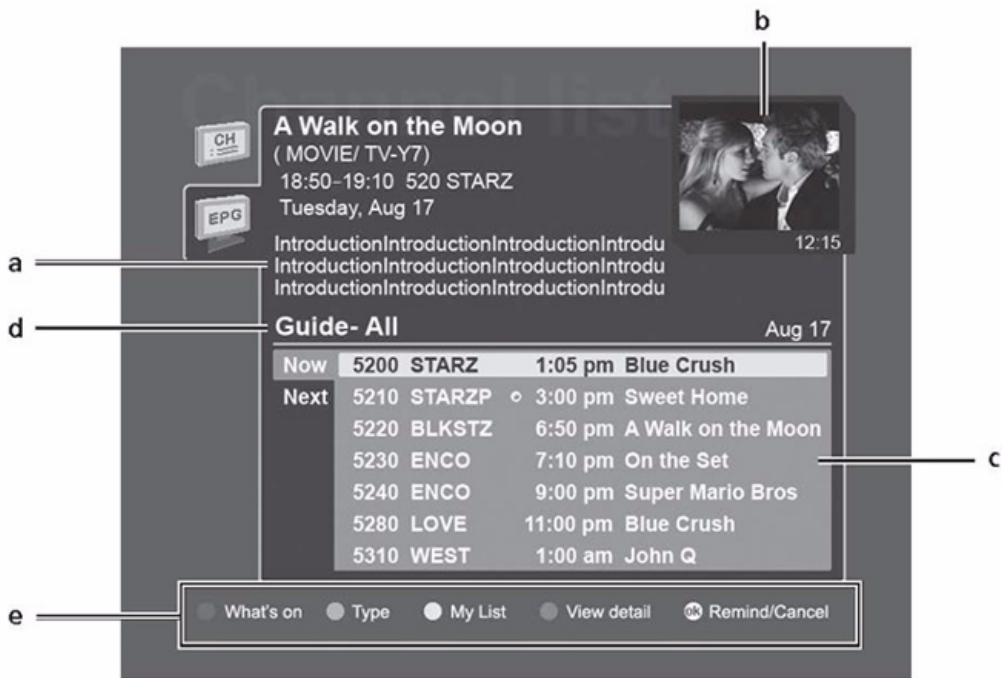 b
Channel list
CH
A Walk on the Moon
( MOVIE/ TV-Y7)
18:50-19:10 520 STARZ
Tuesday, Aug 17
EPG
12:15
IntroductionIntroductionIntroductionIntrodu
a
IntroductionIntroductionIntroductionIntrodu
IntroductionIntroductionIntroductionIntrodu
d
Guide- All
Aug 17
Now 5200 STARZ 1:05 pm Blue Crush
Next 5210 STARZP 3:00 pm Sweet Home
5220 BLKSTZ 6:50 pm A Walk on the Moon
5230 ENCO 7:10 pm On the Set
c
5240 ENCO 9:00 pm Super Mario Bros
5280 LOVE 11:00 pm Blue Crush
5310 WEST 1:00 am John Q
e
What's on Type My List View detail OK Remind/Cancel